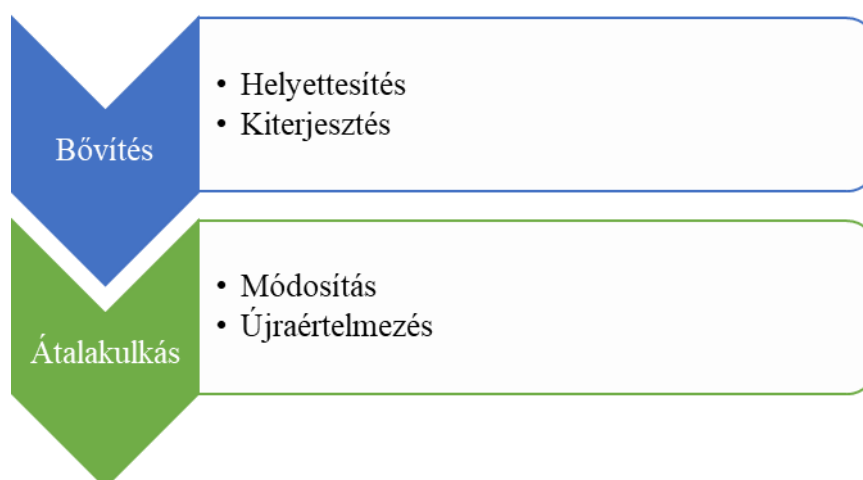 Bővítés
• Helyettesítés
• Kiterjesztés
Átalakulkás
• Módosítás
• Újraértelmezés